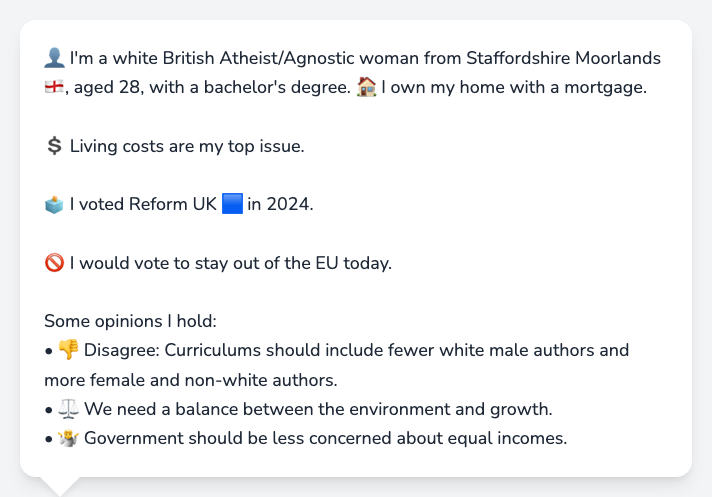 👤 I'm a white British Atheist/Agnostic woman from Staffordshire Moorlands
🏴󠁧󠁢󠁥󠁮󠁧󠁿, aged 28, with a bachelor's degree. 🏠 I own my home with a mortgage.
💲 Living costs are my top issue.
🗳️ I voted Reform UK 🟦 in 2024.
🚫 I would vote to stay out of the EU today.
Some opinions I hold:
• 👎 Disagree: Curriculums should include fewer white male authors and
more female and non-white authors.
• ⚖️ We need a balance between the environment and growth.
• 🤷 Government should be less concerned about equal incomes.